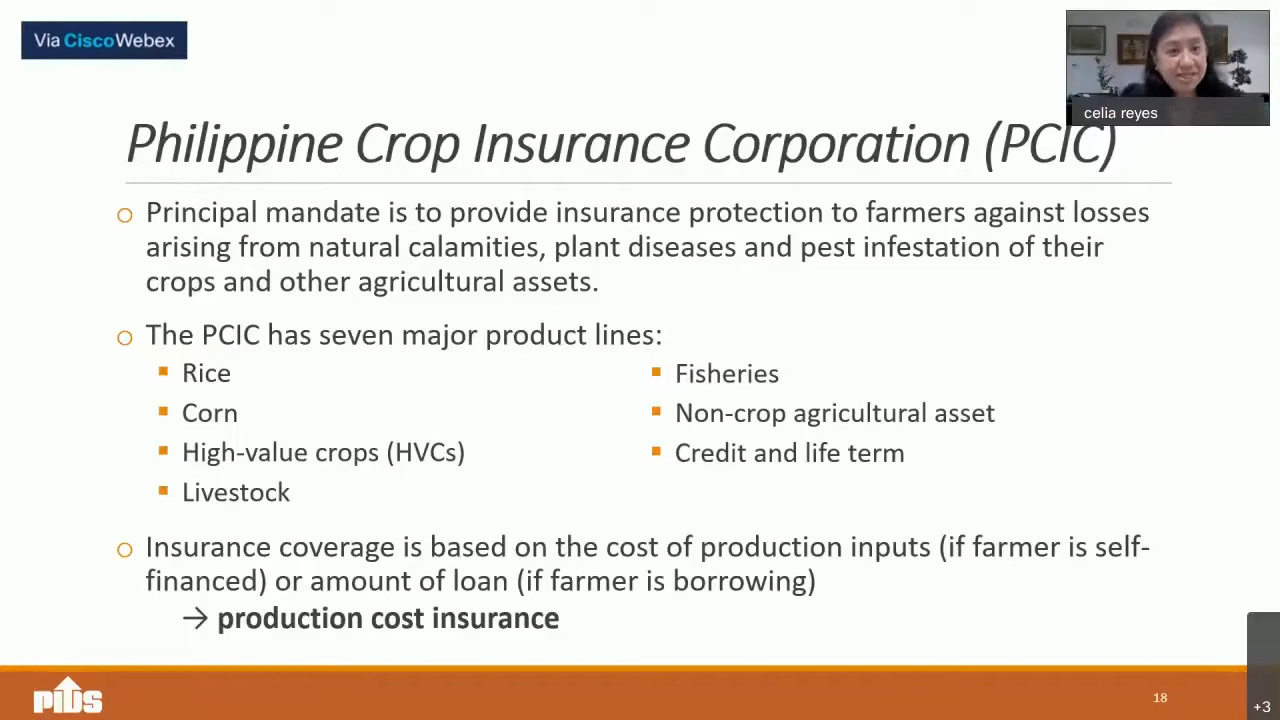 Via CiscoWebex
celia reyes
Philippine Crop Insurance Corporation (PCIC)
o Principal mandate is to provide insurance protection to farmers against losses
arising from natural calamities, plant diseases and pest infestation of their
crops and other agricultural assets.
o The PCIC has seven major product lines:
▪ Rice
▪ Corn
▪ High-value crops (HVCs)
▪ Livestock
▪ Fisheries
▪ Non-crop agricultural asset
▪ Credit and life term
o Insurance coverage is based on the cost of production inputs (if farmer is self-
financed) or amount of loan (if farmer is borrowing)
→ production cost insurance
PIDS
18
+3